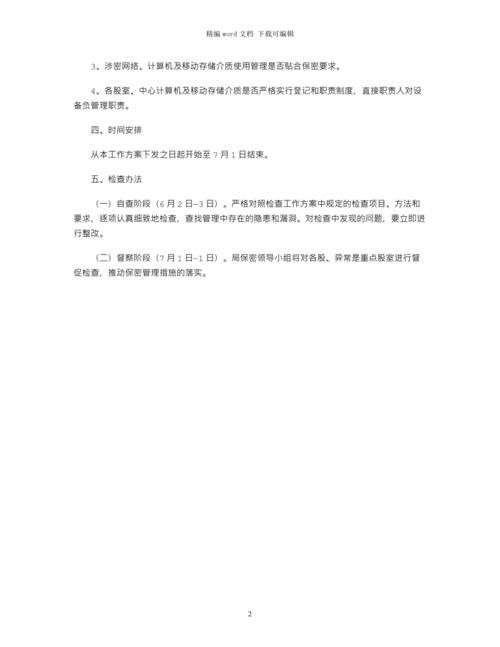 精编word文档 下载可编辑
3、涉密网络、计算机及移动存储介质使用管理是否贴合保密要求。
4、各股室、中心计算机及移动存储介质是否严格实行登记和职责制度，直接职责人对设
备负管理职责。
四、时间安排
从本工作方案下发之日起开始至7月1日结束。
五、检查办法
（一）自查阶段（6月2日—3日）。严格对照检查工作方案中规定的检查项目、方法和
要求，逐项认真细致地检查，查找管理中存在的隐患和漏洞。对检查中发现的问题，要立即进
行整改。
（二）督察阶段（7月1日—1日）。局保密领导小组将对各股、异常是重点股室进行督
促检查，推动保密管理措施的落实。
2